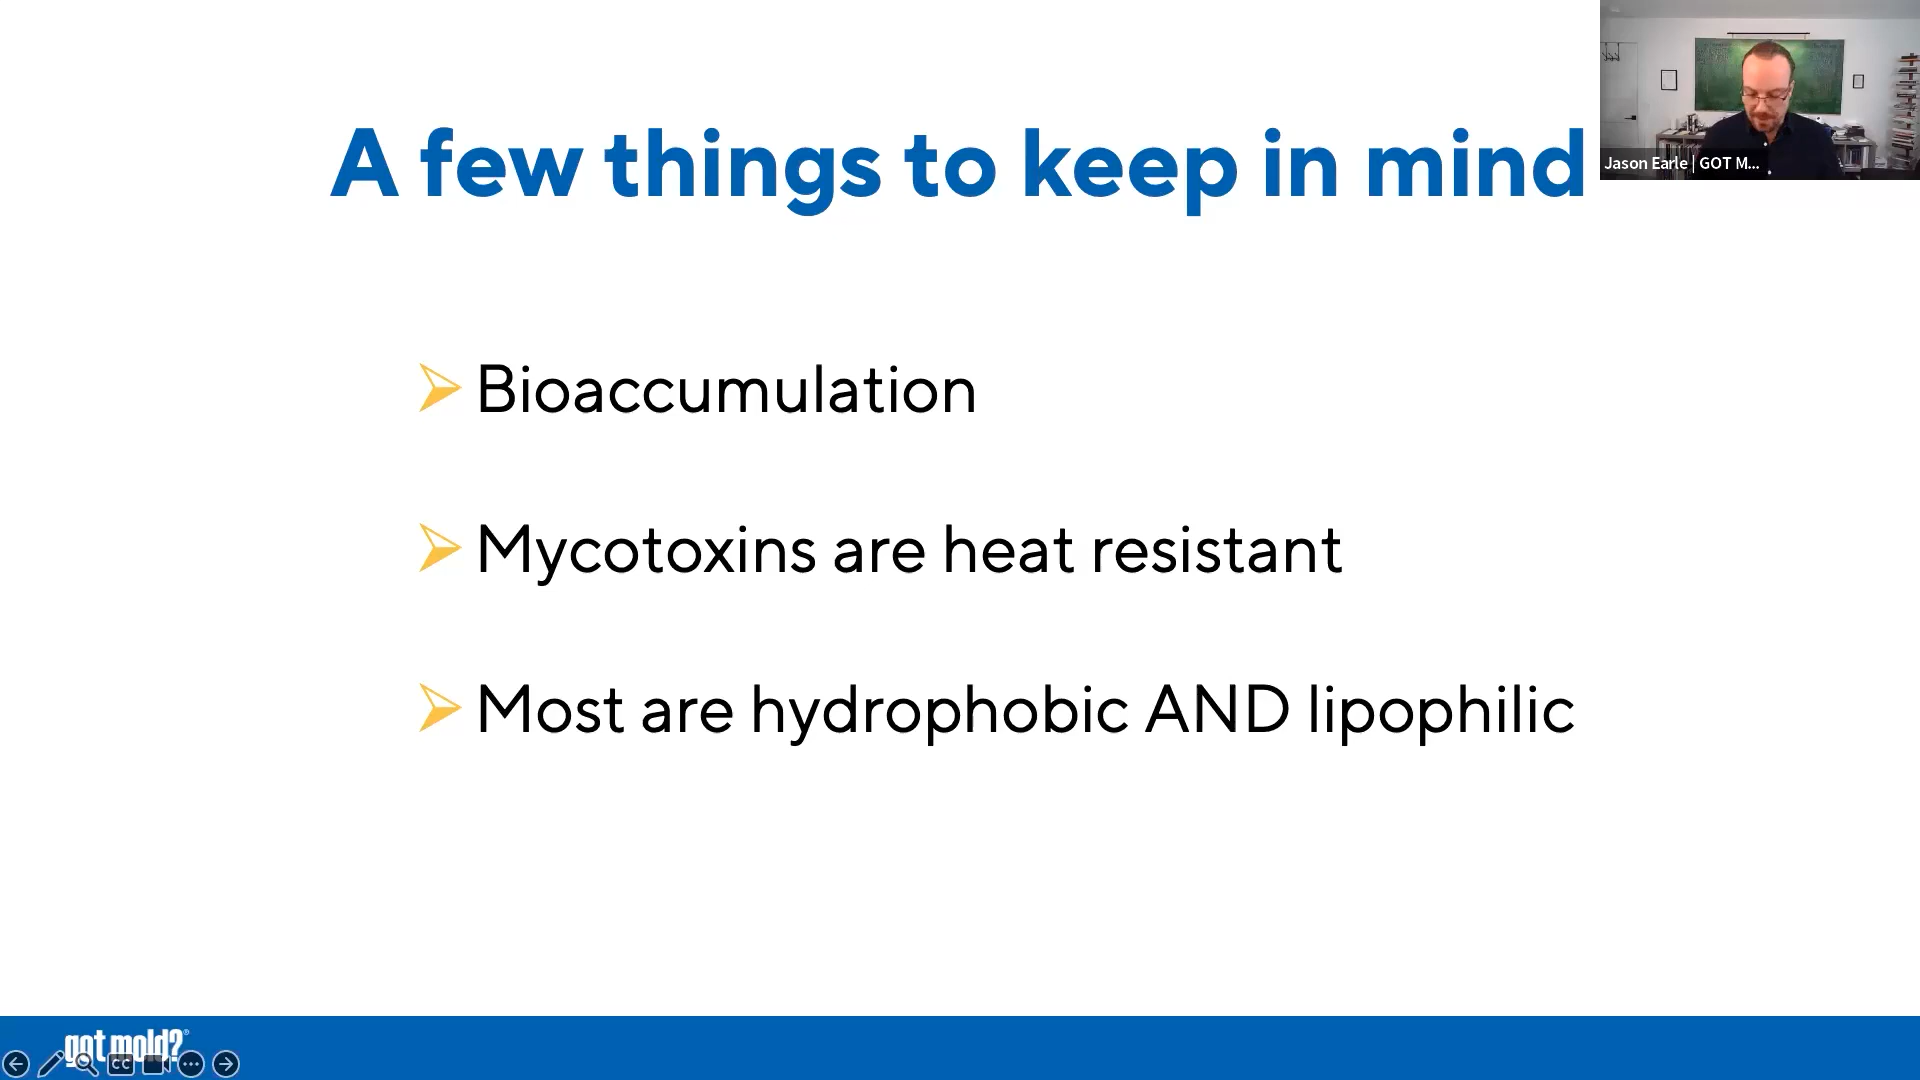 A few things to keep in mind
Jason Earle | GOT M...
Bioaccumulation
Mycotoxins are heat resistant
Most are hydrophobic AND lipophilic
got mold?®
CC